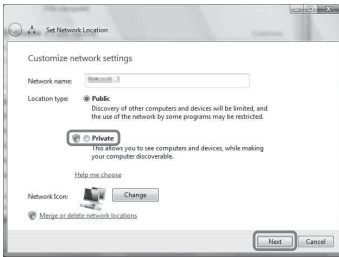 Set Network Location
Customize network settings
Network name:
Location type:
Public
Discovery of other computers and devices will be limited, and
the use of the network by some programs may be restricted.
Private
This allows you to see computers and devices, while making
your computer discoverable.
Help me choose
Network Icon:
Change
Merge or delete network locations
Next
Cancel